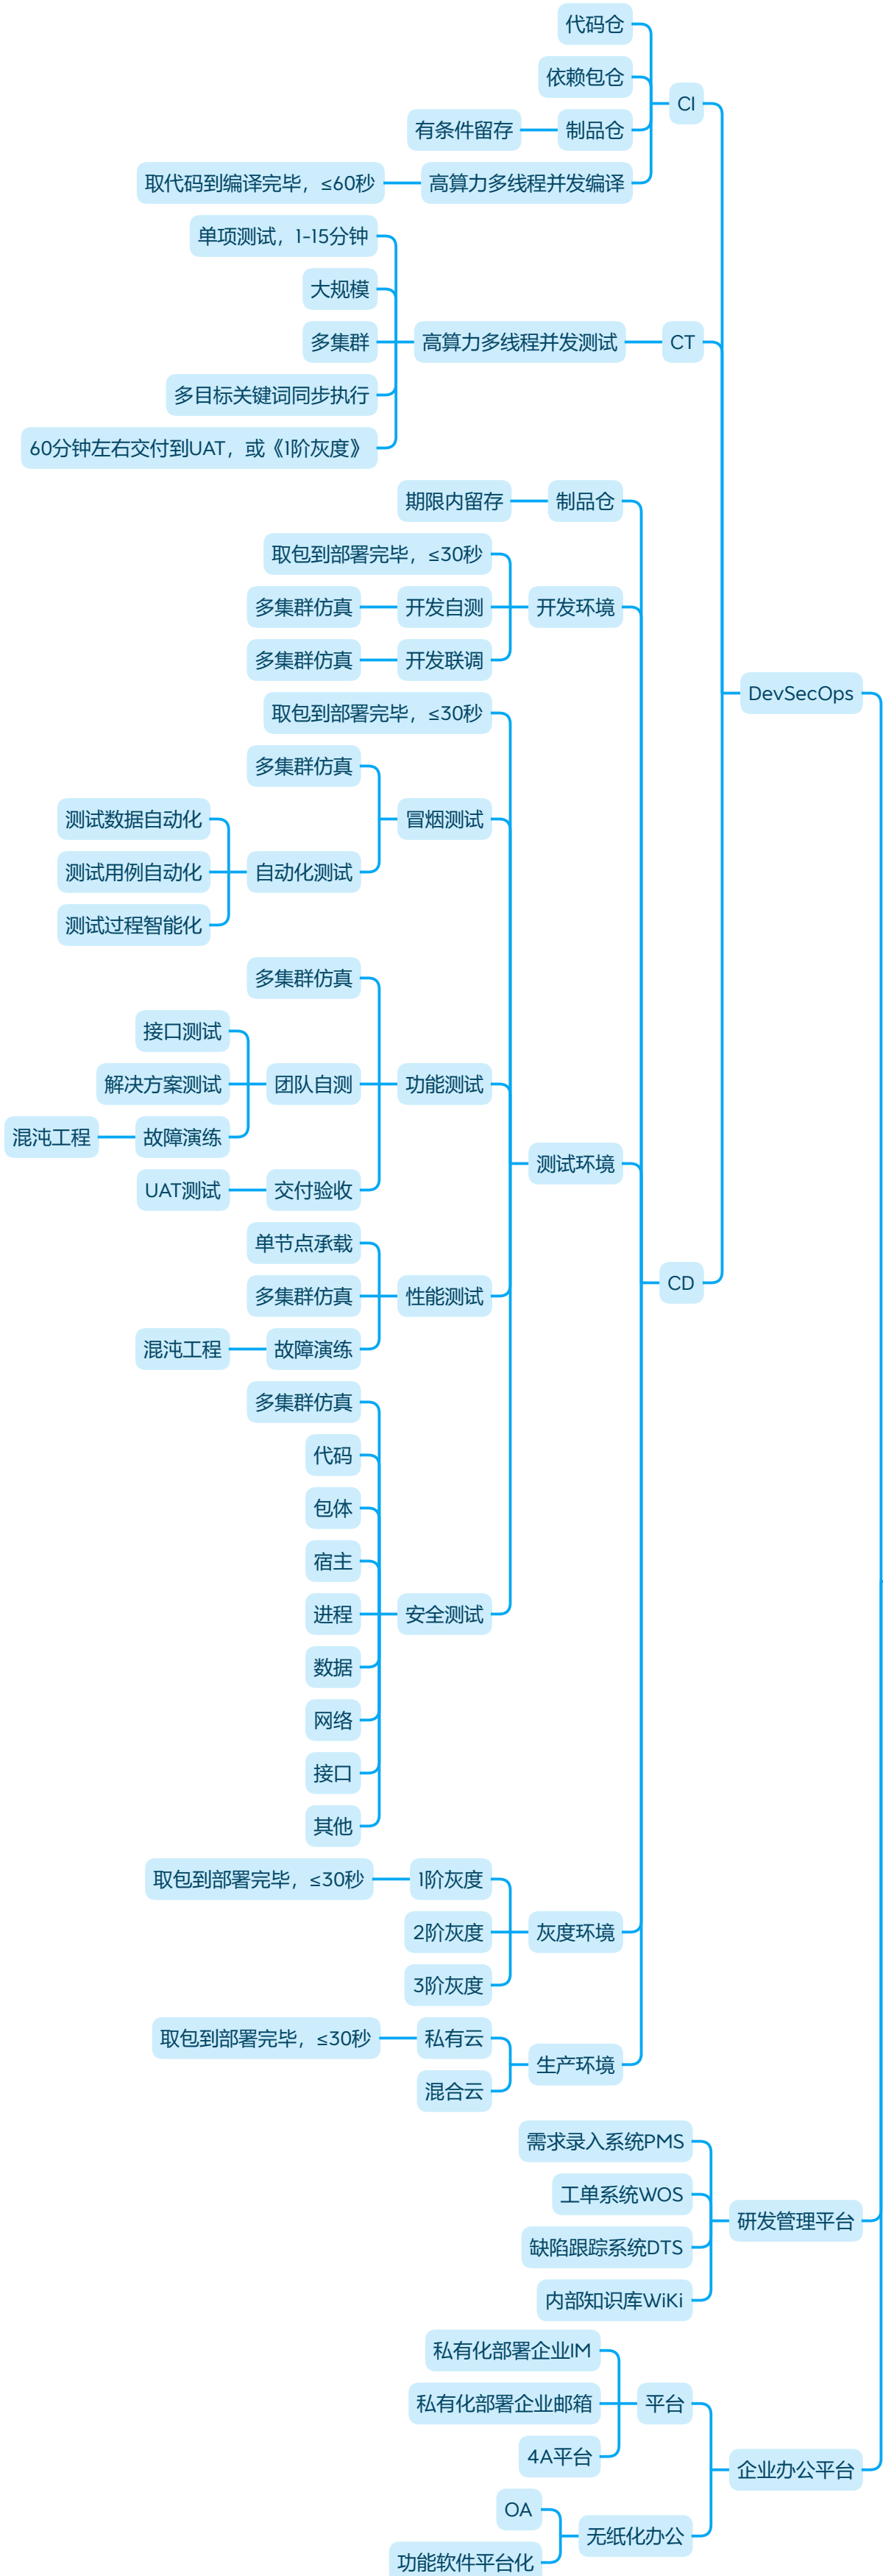 代码仓
依赖包仓
CI
有条件留存
制品仓
取代码到编译完毕，≤60秒
高算力多线程并发编译
单项测试，1-15分钟
大规模
多集群
高算力多线程并发测试
CT
多目标关键词同步执行
60分钟左右交付到UAT，或《1阶灰度》
期限内留存
制品仓
取包到部署完毕，≤30秒
多集群仿真
开发自测
开发环境
多集群仿真
开发联调
DevSecOps
取包到部署完毕，≤30秒
多集群仿真
测试数据自动化
冒烟测试
测试用例自动化
自动化测试
测试过程智能化
多集群仿真
接口测试
解决方案测试
团队自测
功能测试
混沌工程
故障演练
测试环境
UAT测试
交付验收
单节点承载
CD
多集群仿真
性能测试
混沌工程
故障演练
多集群仿真
代码
包体
宿主
进程
安全测试
数据
网络
接口
其他
取包到部署完毕，≤30秒
1阶灰度
2阶灰度
灰度环境
3阶灰度
取包到部署完毕，≤30秒
私有云
生产环境
混合云
需求录入系统PMS
工单系统WOS
研发管理平台
缺陷跟踪系统DTS
内部知识库WiKi
私有化部署企业IM
私有化部署企业邮箱
平台
4A平台
企业办公平台
OA
无纸化办公
功能软件平台化